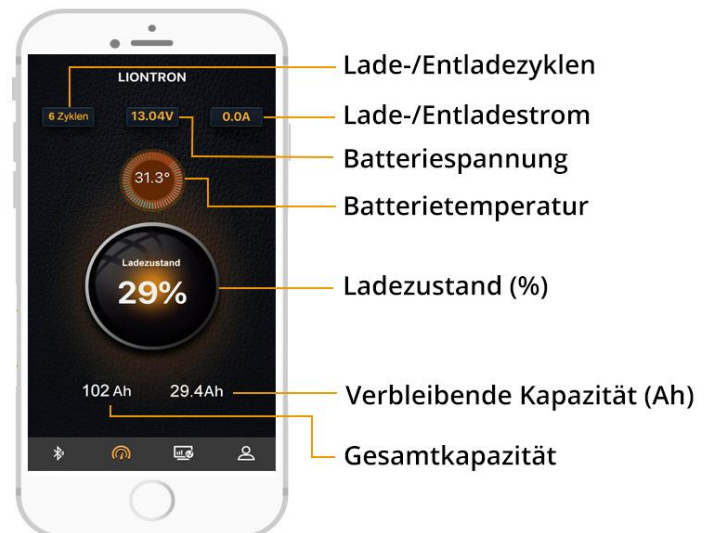 LIONTRON
6 Zyklen
13.04V
0.0A
31.3°
Ladezustand
29%
102 Ah
29.4Ah
Lade-/Entladezyklen
Lade-/Entladestrom
Batteriespannung
Batterietemperatur
Ladezustand (%)
Verbleibende Kapazität (Ah)
Gesamtkapazität